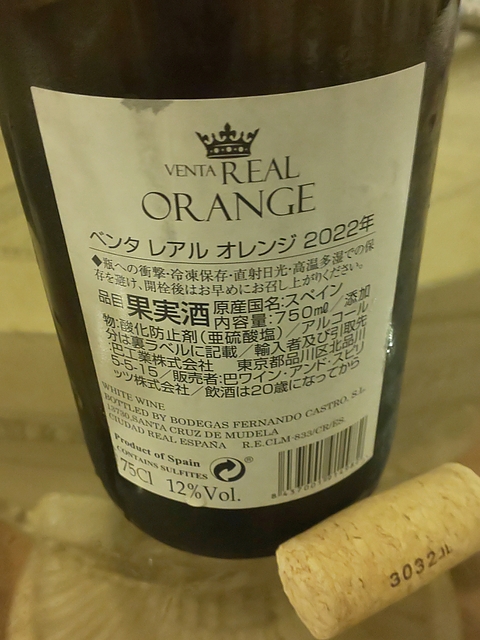 VENTA REAL
ORANGE
ベンタ レアル オレンジ 2022年
◆瓶への衝撃・冷凍保存・直射日光・高温多湿での保
存を避け、開栓後はお早めにお召し上がりください。
品目 果実酒 原産国名:スペイン
内容量:750ml/添加
物:酸化防止剤(亜硫酸塩)/アルコール
分は裏ラベルに記載/輸入者及び引取先
:巴工業株式会社 東京都品川区北品川
5-5-15/販売者:巴ワイン・アンド・スピリ
ッツ株式会社/飲酒は20歳になってから
WHITE WINE
BOTTLED BY BODEGAS FERNANDO CASTRO, S.L.
13730 SANTA CRUZ DE MUDELA
CIUDAD REAL ESPAÑA R.E.CLM-833/CR/ES
Product of Spain
CONTAINS SULFITES
75Cl 12%Vol.
3032JL